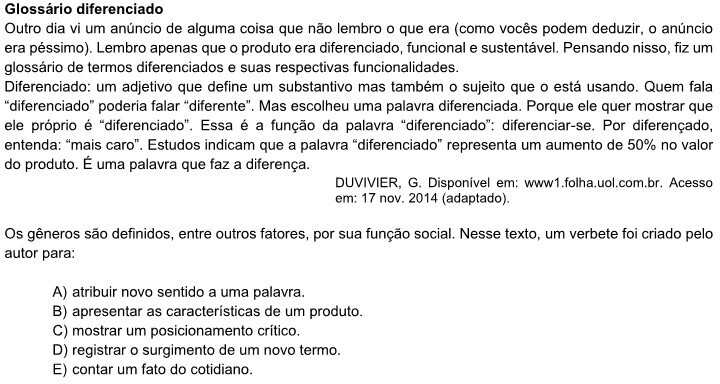 Glossário diferenciado
Outro dia vi um anúncio de alguma coisa que não lembro o que era (como vocês podem deduzir, o anúncio
era péssimo). Lembro apenas que o produto era diferenciado, funcional e sustentável. Pensando nisso, fiz um
glossário de termos diferenciados e suas respectivas funcionalidades.
Diferenciado: um adjetivo que define um substantivo mas também o sujeito que o está usando. Quem fala
“diferenciado” poderia falar “diferente”. Mas escolheu uma palavra diferenciada. Porque ele quer mostrar que
ele próprio é “diferenciado”. Essa é a função da palavra “diferenciado”: diferenciar-se. Por diferençado,
entenda: “mais caro”. Estudos indicam que a palavra “diferenciado” representa um aumento de 50% no valor
do produto. É uma palavra que faz a diferença.
DUVIVIER, G. Disponível em: www1.folha.uol.com.br. Acesso
em: 17 nov. 2014 (adaptado).
Os gêneros são definidos, entre outros fatores, por sua função social. Nesse texto, um verbete foi criado pelo
autor para:
A) atribuir novo sentido a uma palavra.
B) apresentar as características de um produto.
C) mostrar um posicionamento crítico.
D) registrar o surgimento de um novo termo.
E) contar um fato do cotidiano.